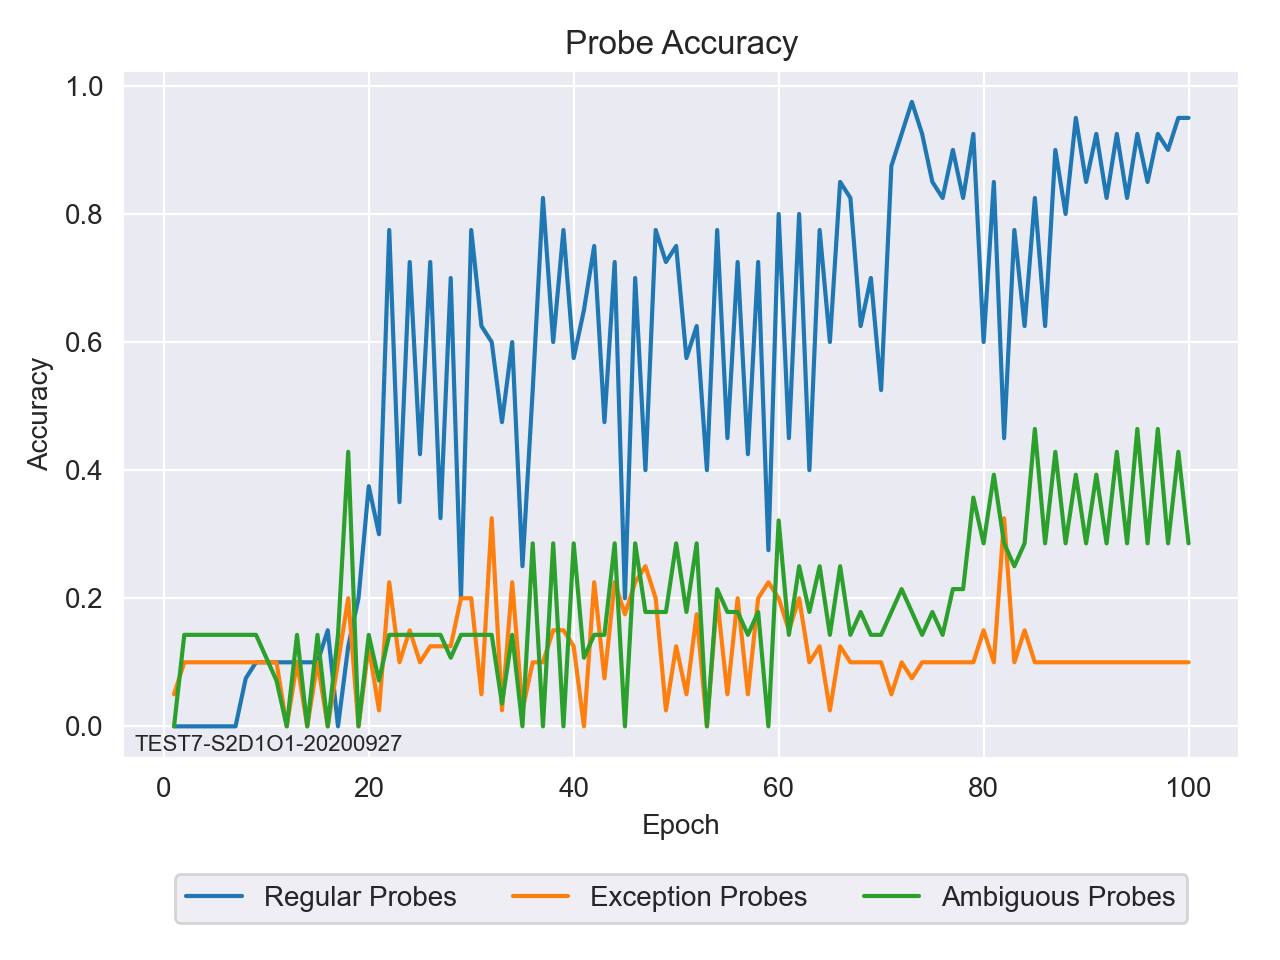 Probe Accuracy
1.0
0.8
0.6
0.4
0.2
0.0
Accuracy
TEST7-S2D1O1-20200927
0 20 40 60 80 100
Epoch
Regular Probes Exception Probes Ambiguous Probes